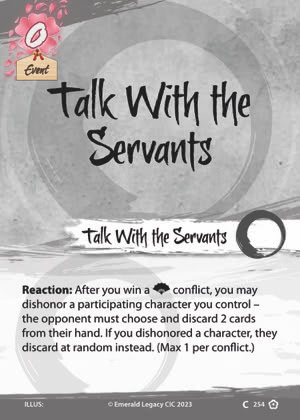 0
Event
Talk With the
Servants
Talk With the Servants
Reaction: After you win a conflict, you may
dishonor a participating character you control –
the opponent must choose and discard 2 cards
from their hand. If you dishonored a character, they
discard at random instead. (Max 1 per conflict.)
ILLUS: © Emerald Legacy CIC 2023 C 254